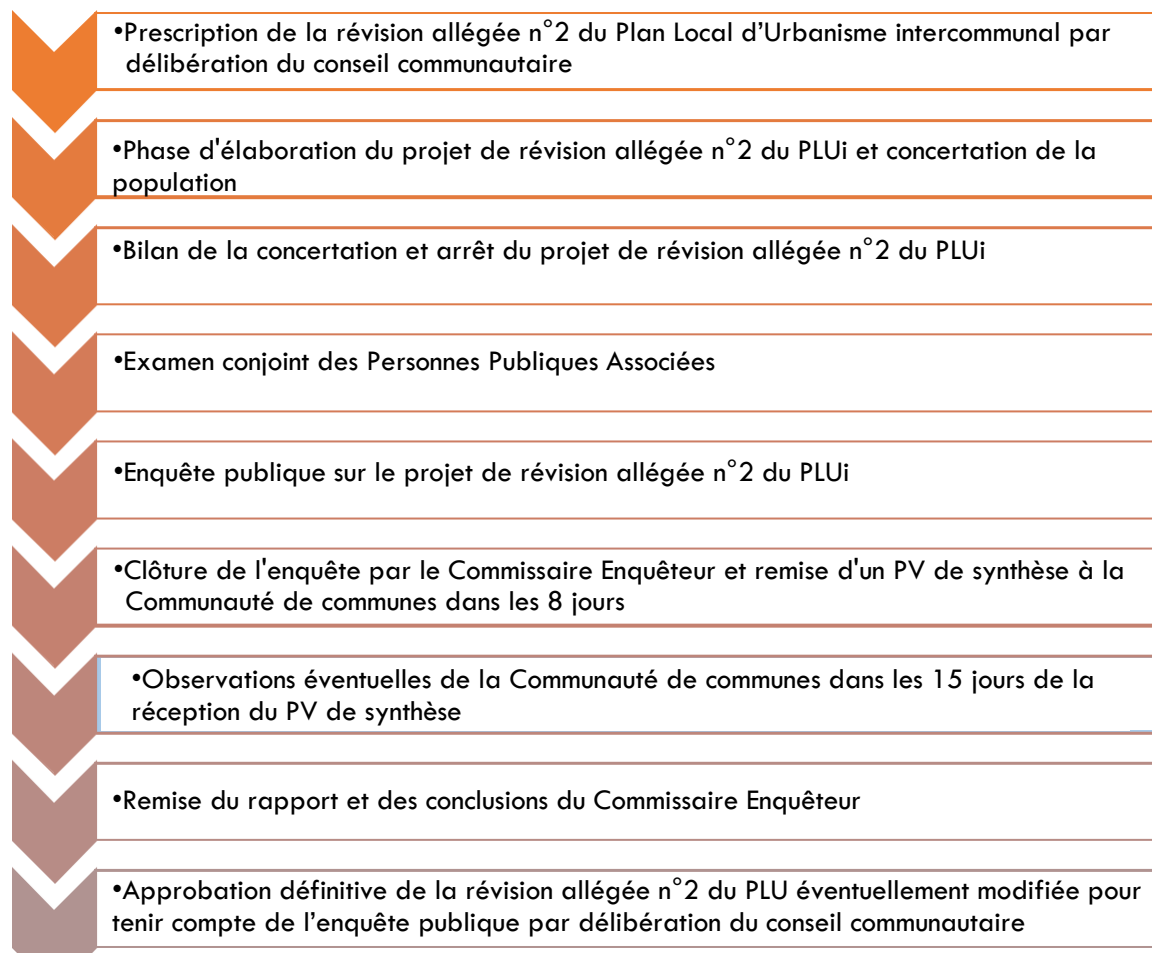 •Prescription de la révision allégée n°2 du Plan Local d’Urbanisme intercommunal par
délibération du conseil communautaire
•Phase d'élaboration du projet de révision allégée n°2 du PLUi et concertation de la
population
•Bilan de la concertation et arrêt du projet de révision allégée n°2 du PLUi
•Examen conjoint des Personnes Publiques Associées
•Enquête publique sur le projet de révision allégée n°2 du PLUi
•Clôture de l'enquête par le Commissaire Enquêteur et remise d'un PV de synthèse à la
Communauté de communes dans les 8 jours
•Observations éventuelles de la Communauté de communes dans les 15 jours de la
réception du PV de synthèse
•Remise du rapport et des conclusions du Commissaire Enquêteur
•Approbation définitive de la révision allégée n°2 du PLU éventuellement modifiée pour
tenir compte de l’enquête publique par délibération du conseil communautaire